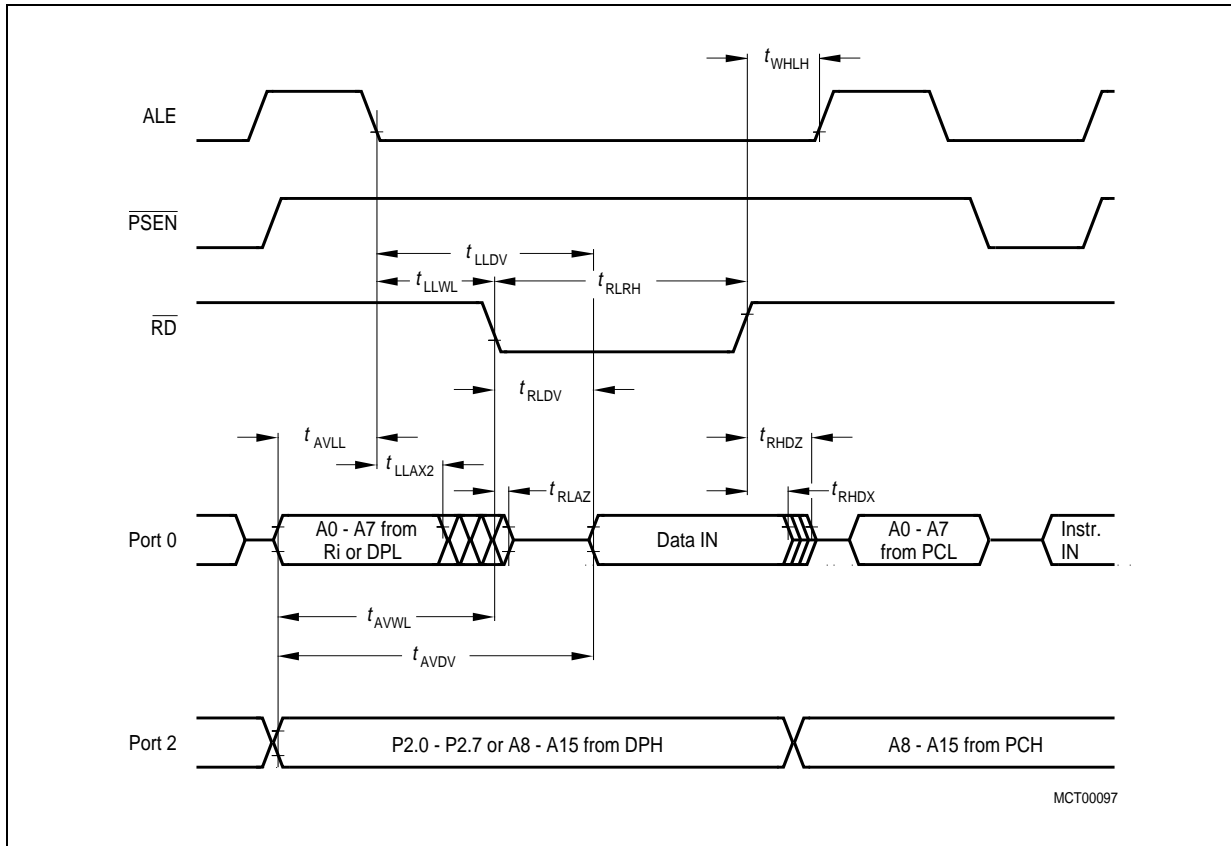 t WHLH
ALE
PSEN
t LLDV
t LLWL
t RLRH
RD
t RLDV
t AVLL
t RHDZ
t LLAX2
t RLAZ
t RHDX
Port 0
A0 - A7 from
Ri or DPL
Data IN
A0 - A7
from PCL
Instr.
IN
t AVWL
t AVDV
Port 2
P2.0 - P2.7 or A8 - A15 from DPH
A8 - A15 from PCH
MCT00097